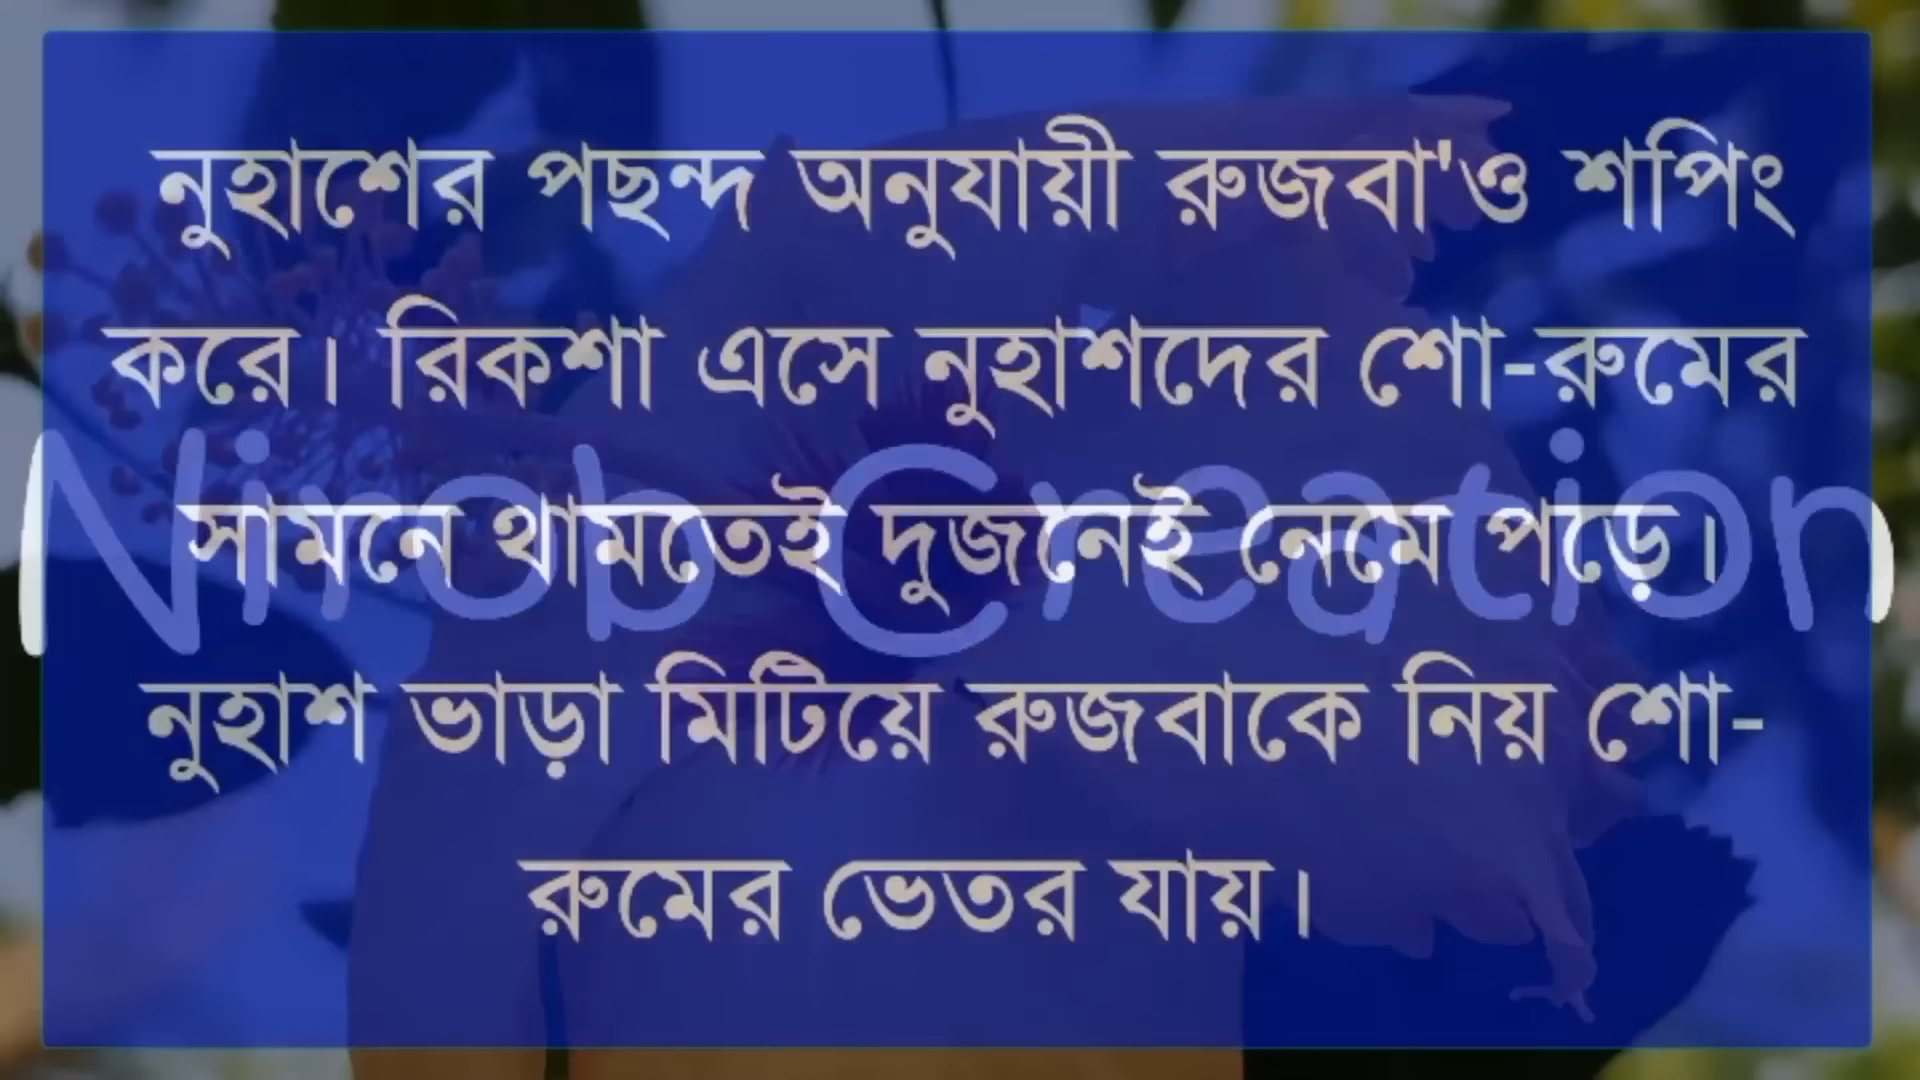 নুহাশের পছন্দ অনুযায়ী রুজবা'ও শপিং
করে। রিকশা এসে নুহাশদের শো-রুমের
Nirob Creation
সামনে থামতেই দুজনেই নেমে পড়ে।
নুহাশ ভাড়া মিটিয়ে রুজবাকে নিয় শো-
রুমের ভেতর যায়।